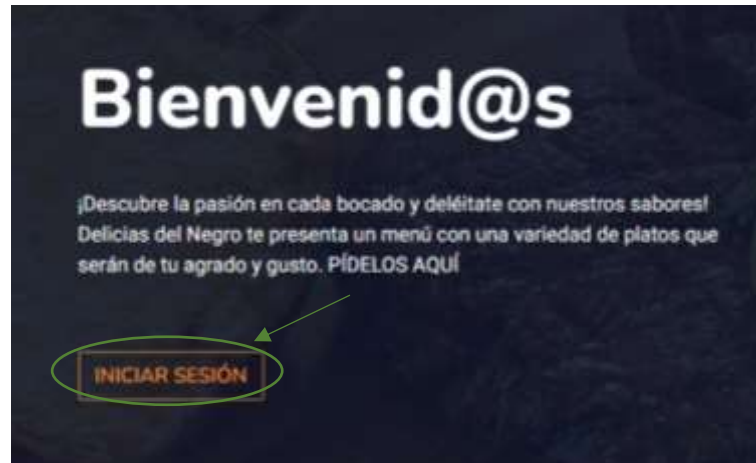 Bienvenid@s
¡Descubre la pasión en cada bocado y deléitate con nuestros sabores!
Delicias del Negro te presenta un menú con una variedad de platos que
serán de tu agrado y gusto. PÍDELOS AQUÍ
INICIAR SESIÓN